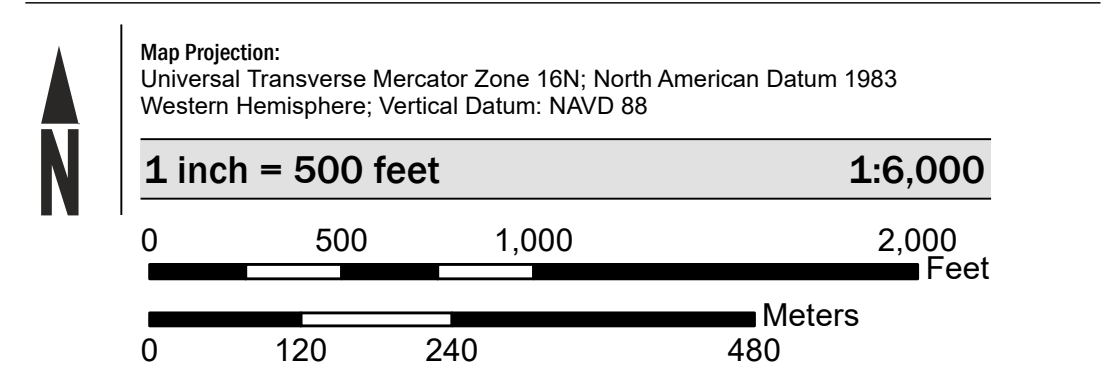 N
Map Projection:
Universal Transverse Mercator Zone 16N; North American Datum 1983
Western Hemisphere; Vertical Datum: NAVD 88
1 inch = 500 feet 1:6,000
0 500 1,000 2,000
Feet
Meters
0 120 240 480